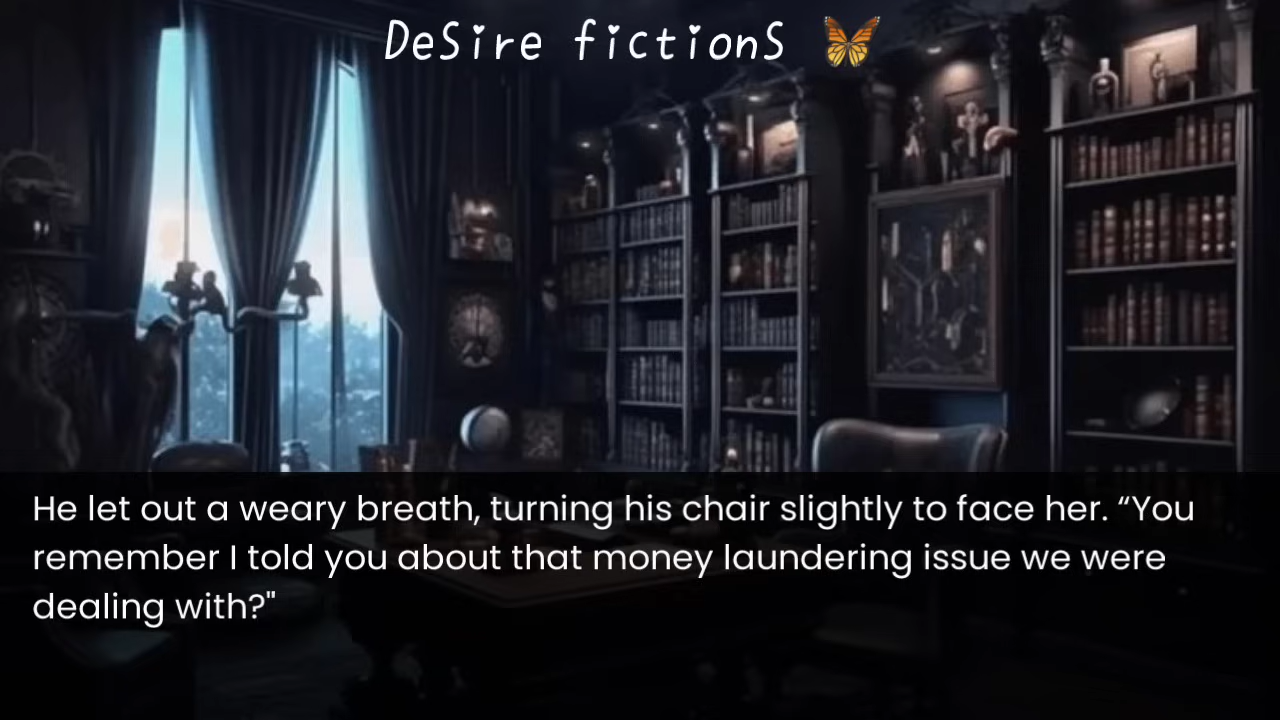 DeSire fictionS 🦋
He let out a weary breath, turning his chair slightly to face her. “You
remember I told you about that money laundering issue we were
dealing with?"